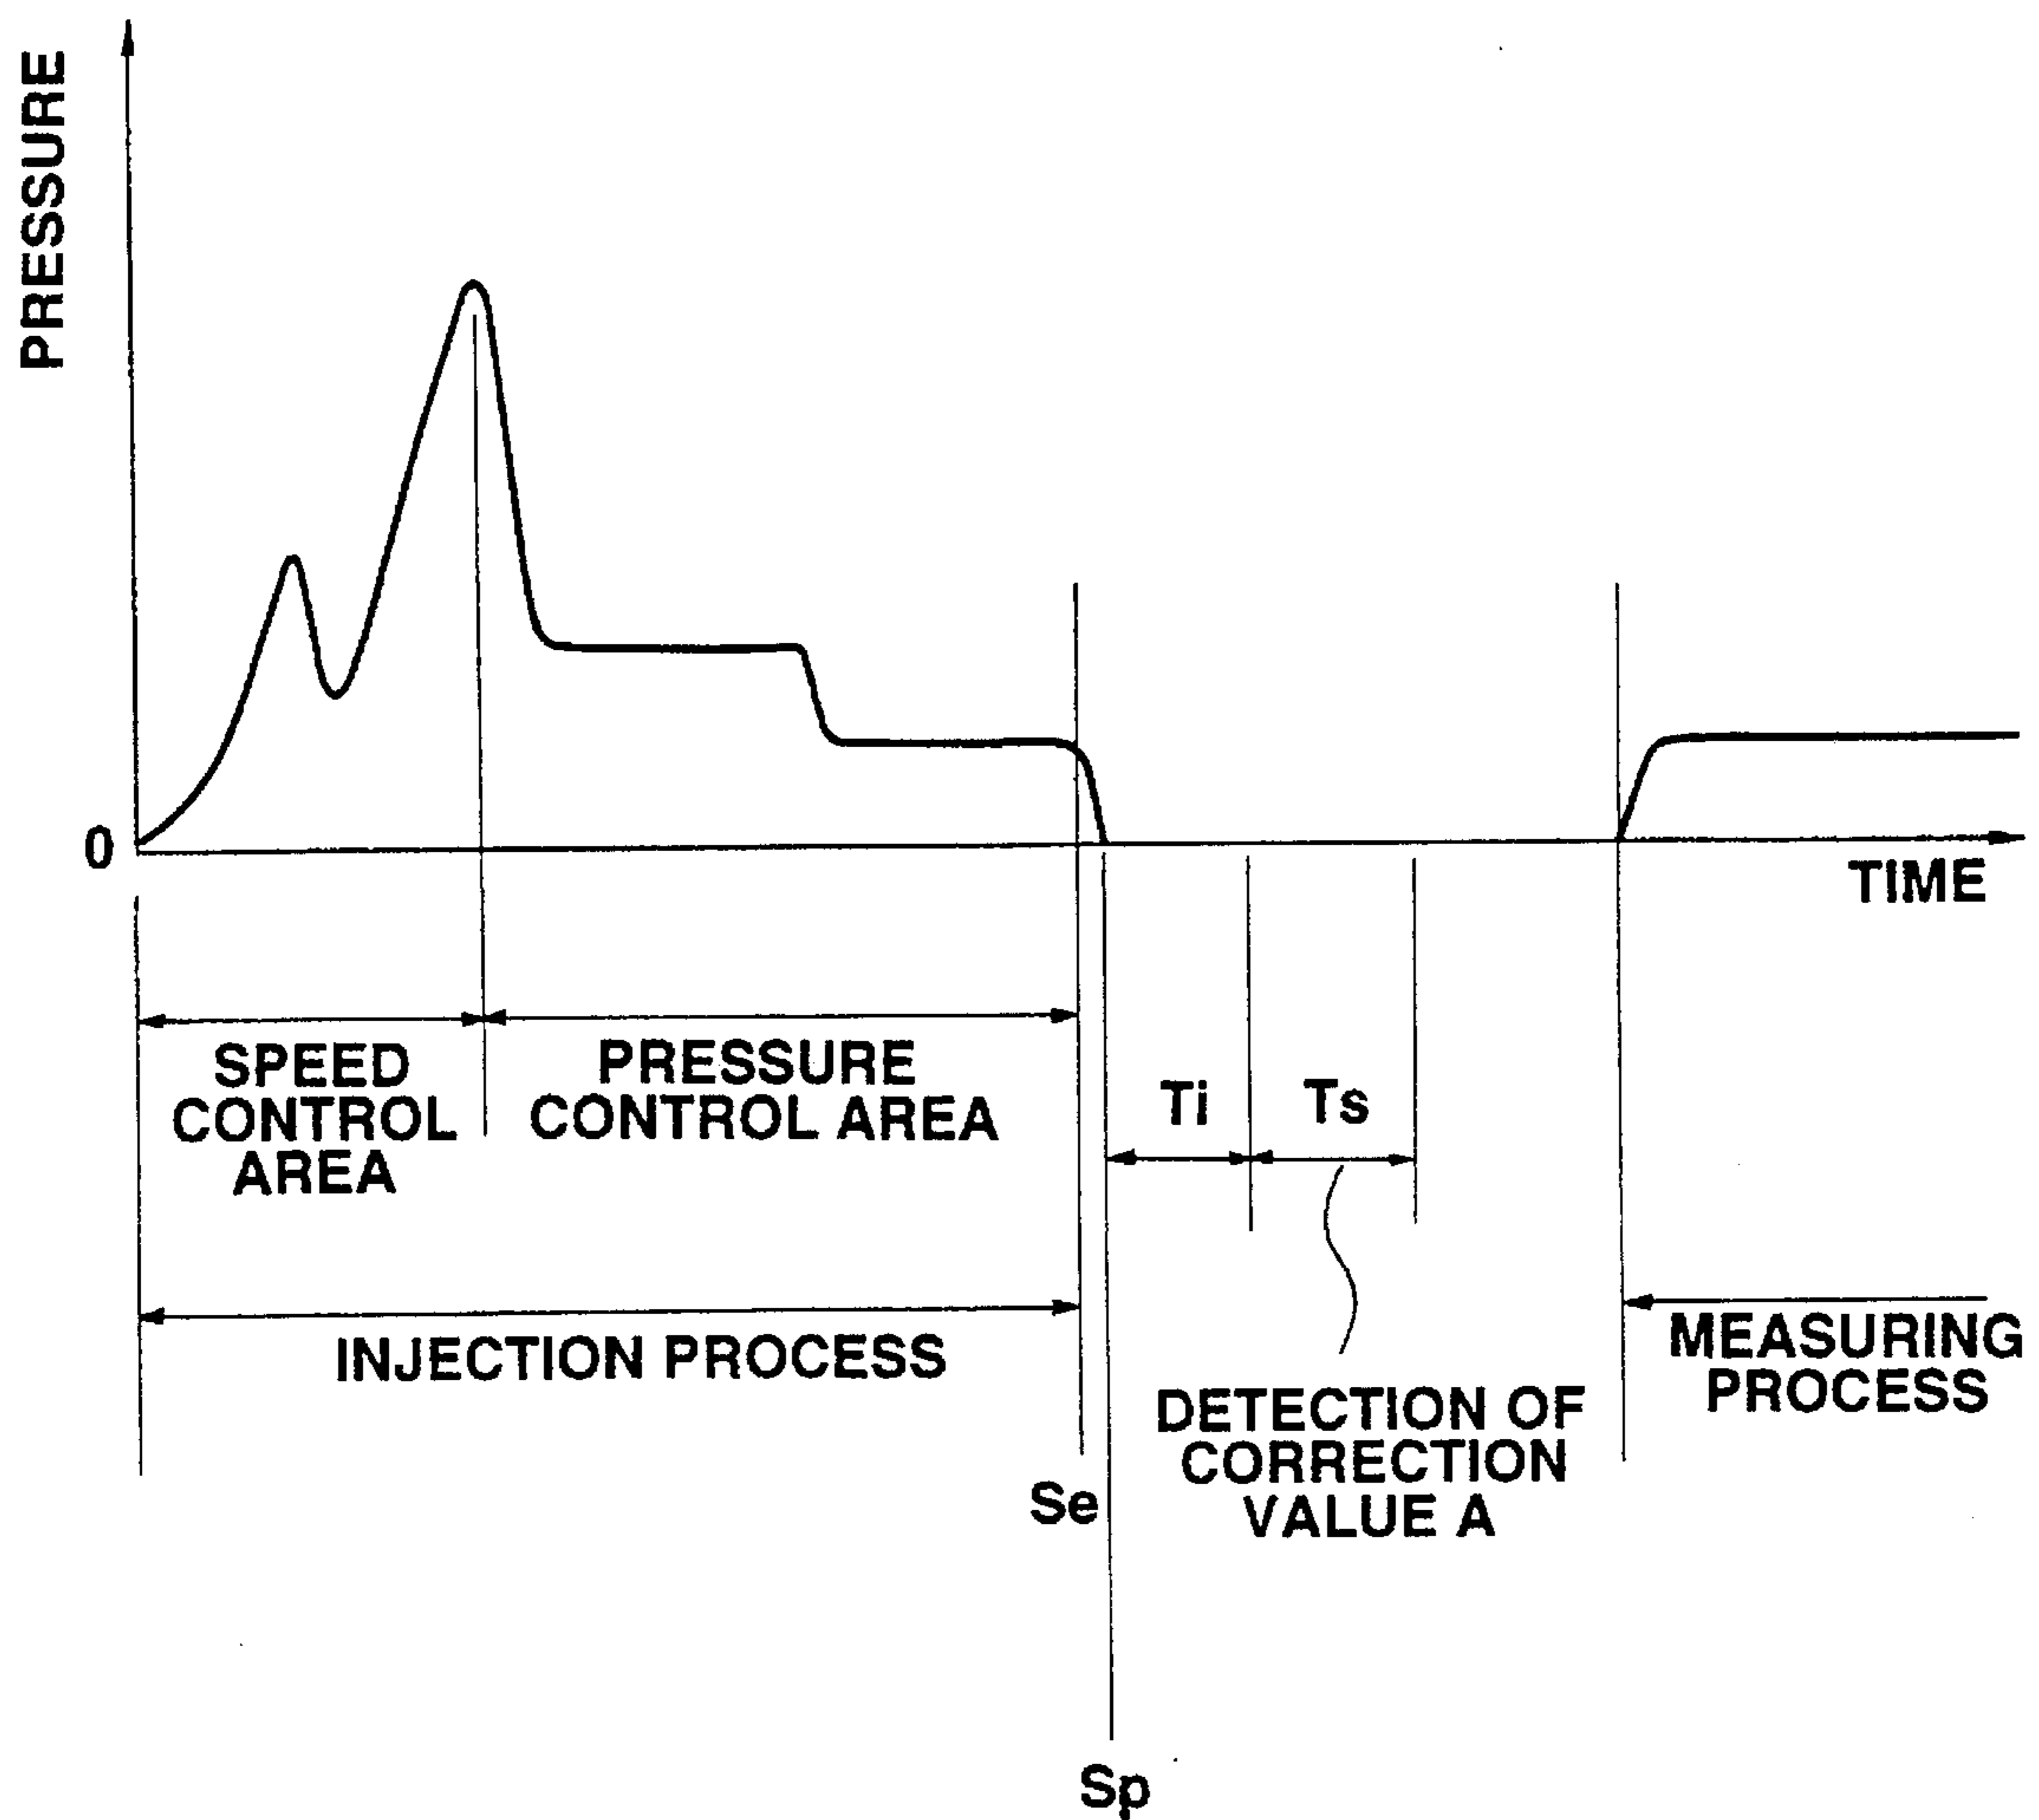 PRESSURE
0
TIME
SPEED
CONTROL
AREA
PRESSURE
CONTROL AREA
Ti
Ts
INJECTION PROCESS
MEASURING
PROCESS
DETECTION OF
CORRECTION
VALUE A
Se
Sp